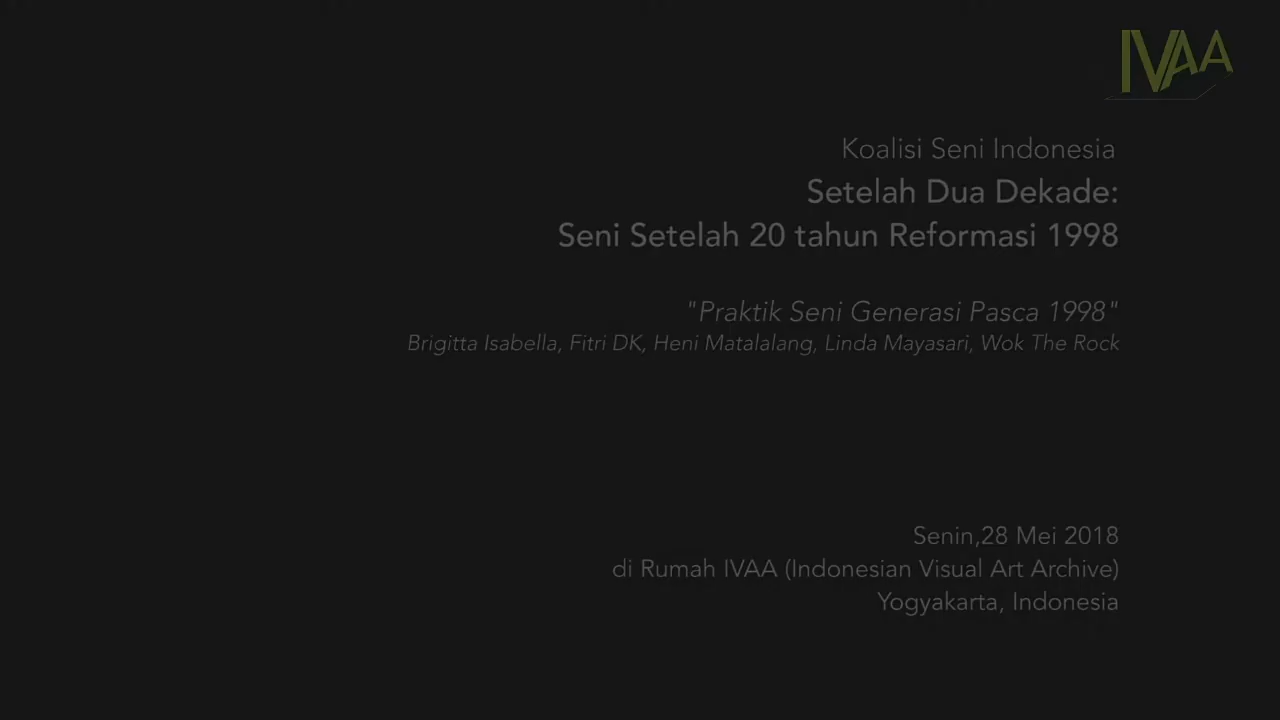 IVAA
Koalisi Seni Indonesia
Setelah Dua Dekade:
Seni Setelah 20 tahun Reformasi 1998
"Praktik Seni Generasi Pasca 1998"
Brigitta Isabella, Fitri DK, Heni Matalalang, Linda Mayasari, Wok The Rock
Senin,28 Mei 2018
di Rumah IVAA (Indonesian Visual Art Archive)
Yogyakarta, Indonesia